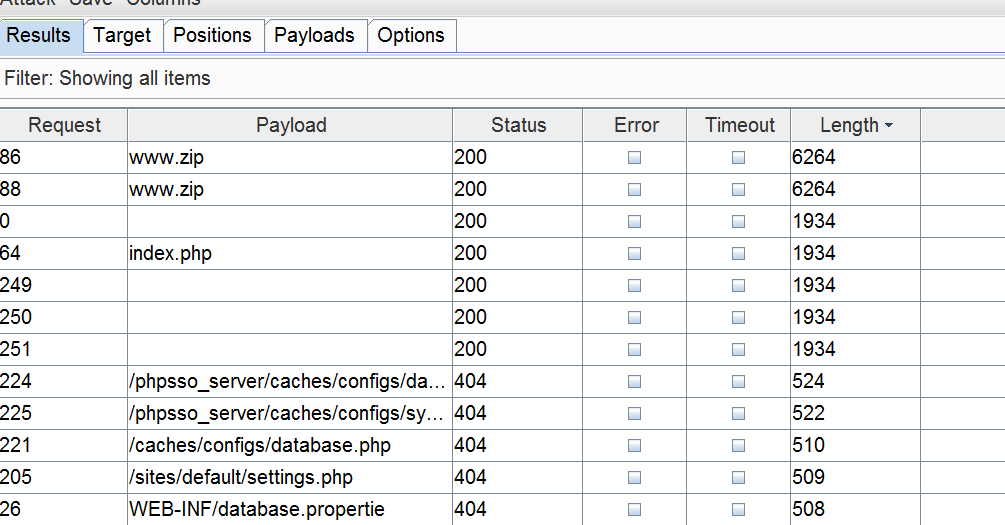 Attack Save Columns
Results Target Positions Payloads Options
Filter: Showing all items
Request Payload Status Error Timeout Length
86 www.zip 200 6264
88 www.zip 200 6264
0 200 1934
64 index.php 200 1934
249 200 1934
250 200 1934
251 200 1934
224 /phpsso_server/caches/configs/da... 404 524
225 /phpsso_server/caches/configs/sy... 404 522
221 /caches/configs/database.php 404 510
205 /sites/default/settings.php 404 509
26 WEB-INF/database.propertie 404 508